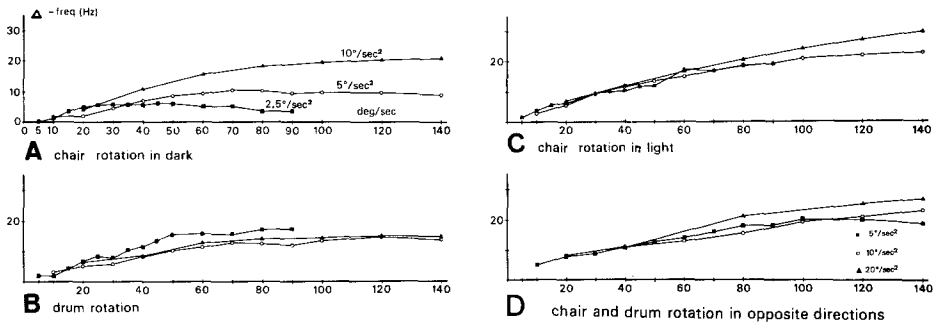 Δ -freq (Hz)
30
20
10
0
10°/sec²
5°/sec²
2,5°/sec²
deg/sec
5 10 20 30 40 50 60 70 80 90 100 120 140
A chair rotation in dark
20
20 40 60 80 100 120 140
B drum rotation
20
20 40 60 80 100 120 140
C chair rotation in light
20
5°/sec²
10°/sec²
20°/sec²
20 40 60 80 100 120 140
D chair and drum rotation in opposite directions